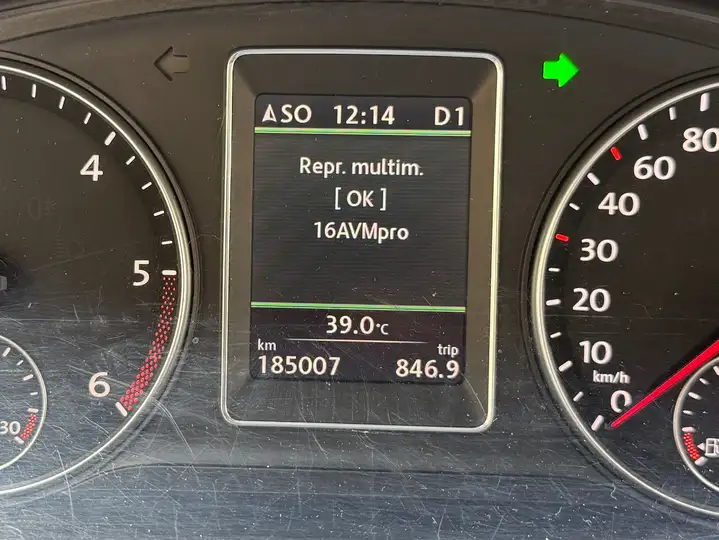 SO 12:14 D1
Repr. multim.
[ OK ]
16AVMpro
39.0°C
km trip
185007 846.9
4
5
6
30
80
60
40
30
20
10
km/h
0